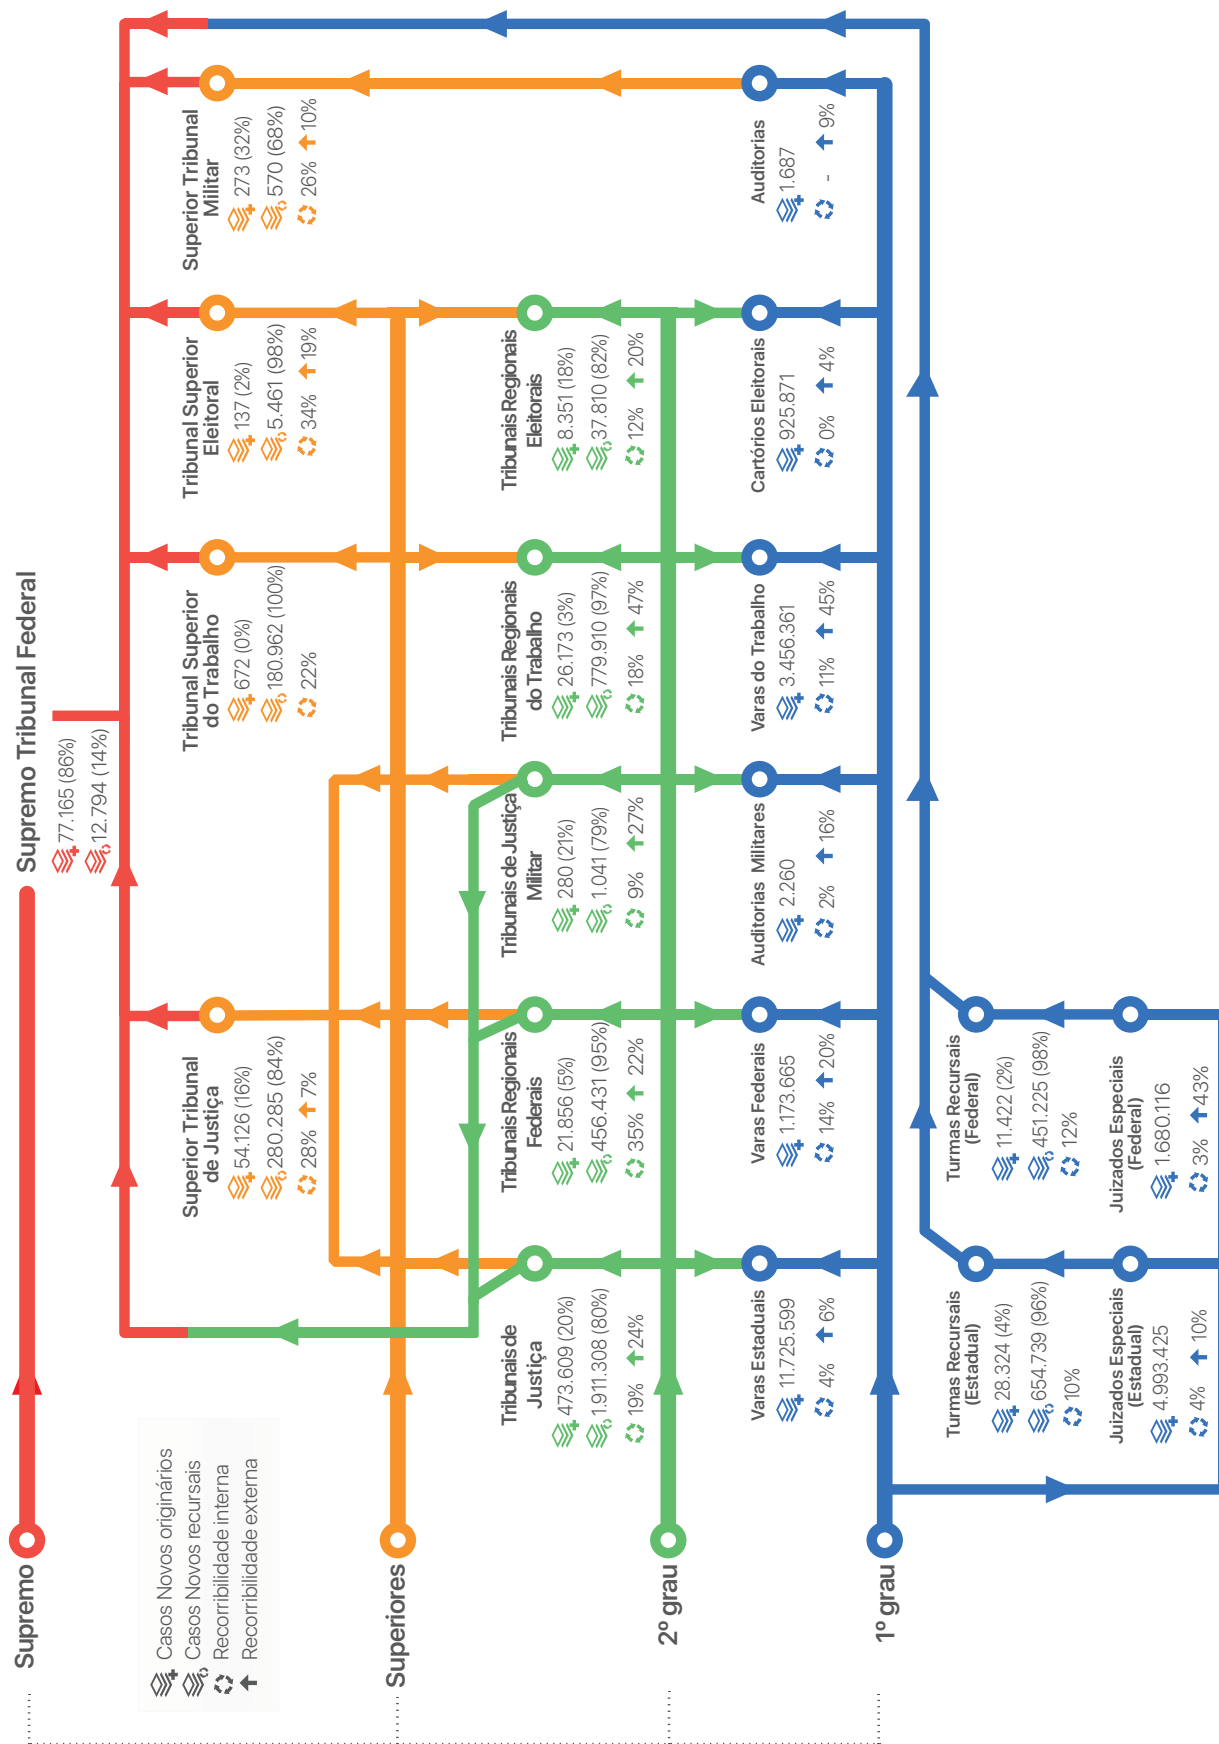 Supremo
Supremo Tribunal Federal
77.165 (86%)
12.794 (14%)
Casos Novos originários
Casos Novos recursais
Recorribilidade interna
Recorribilidade externa
Superiores
Superior Tribunal
de Justiça
54.126 (16%)
280.285 (84%)
28% 7%
Tribunal Superior
do Trabalho
672 (0%)
180.962 (100%)
22%
Tribunal Superior
Eleitoral
137 (2%)
5.461 (98%)
34% 19%
Superior Tribunal
Militar
273 (32%)
570 (68%)
26% 10%
2º grau
Tribunais de
Justiça
473.609 (20%)
1.911.308 (80%)
19% 24%
Tribunais Regionais
Federais
21.856 (5%)
456.431 (95%)
35% 22%
Tribunais de Justiça
Militar
280 (21%)
1.041 (79%)
9% 27%
Tribunais Regionais
do Trabalho
26.173 (3%)
779.910 (97%)
18% 47%
Tribunais Regionais
Eleitorais
8.351 (18%)
37.810 (82%)
12% 20%
1º grau
Varas Estaduais
11.725.599
4% 6%
Varas Federais
1.173.665
14% 20%
Auditorias Militares
2.260
2% 16%
Varas do Trabalho
3.456.361
11% 45%
Cartórios Eleitorais
925.871
0% 4%
Auditorias
1.687
- 9%
Turmas Recursais
(Estadual)
28.324 (4%)
654.739 (96%)
10%
Turmas Recursais
(Federal)
11.422 (2%)
451.225 (98%)
12%
Juizados Especiais
(Estadual)
4.993.425
4% 10%
Juizados Especiais
(Federal)
1.680.116
3% 43%